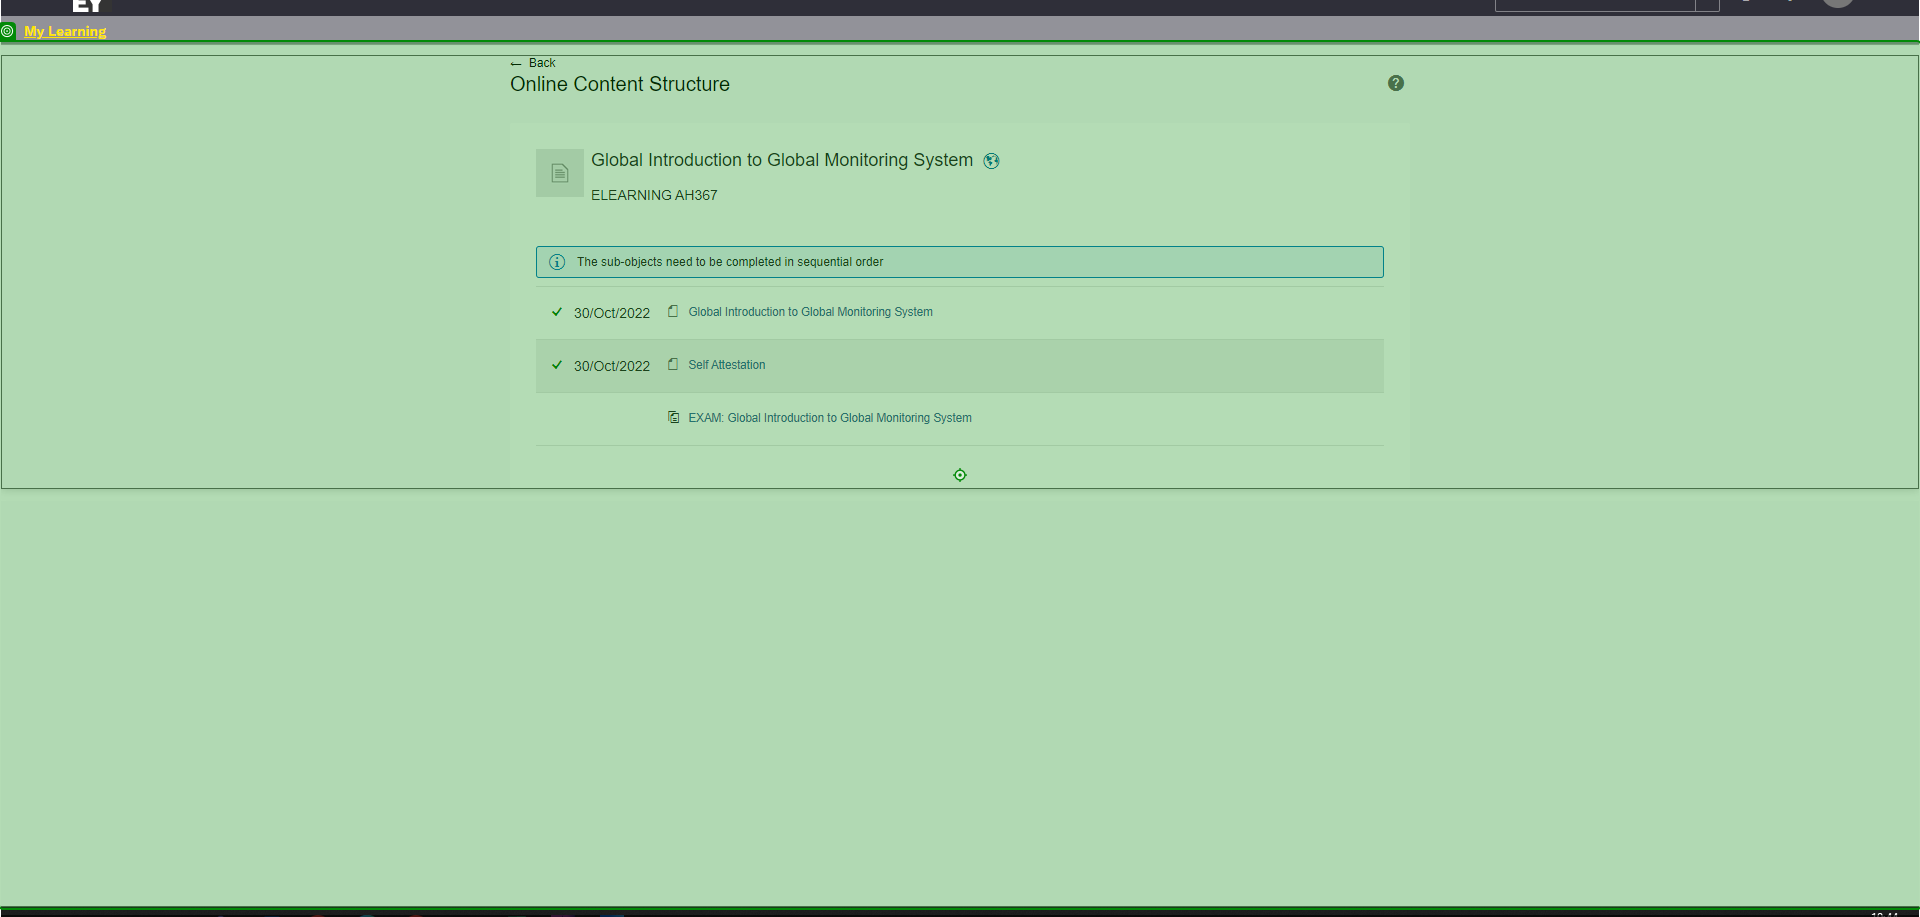 EY
My Learning
Back
Online Content Structure
?
Global Introduction to Global Monitoring System
ELEARNING AH367
The sub-objects need to be completed in sequential order
30/Oct/2022 Global Introduction to Global Monitoring System
30/Oct/2022 Self Attestation
EXAM: Global Introduction to Global Monitoring System